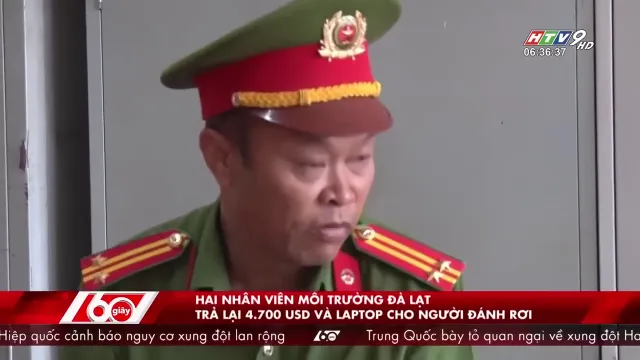 HTV9 HD
06:36:37
60 giây
HAI NHÂN VIÊN MÔI TRƯỜNG ĐÀ LẠT
TRẢ LẠI 4.700 USD VÀ LAPTOP CHO NGƯỜI ĐÁNH RƠI
Hiệp quốc cảnh báo nguy cơ xung đột lan rộng
Trung Quốc bày tỏ quan ngại về xung đột Ha